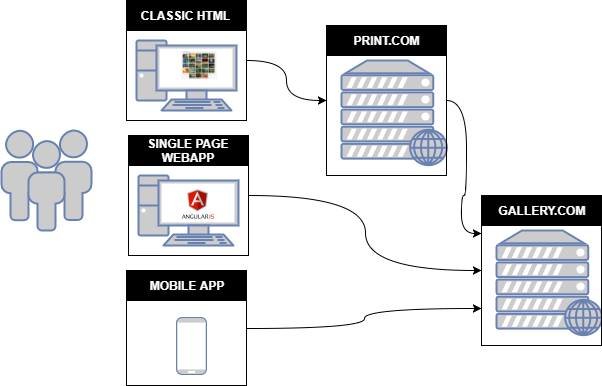 CLASSIC HTML
PRINT.COM
SINGLE PAGE
WEBAPP
ANGULARJS
A
GALLERY.COM
MOBILE APP